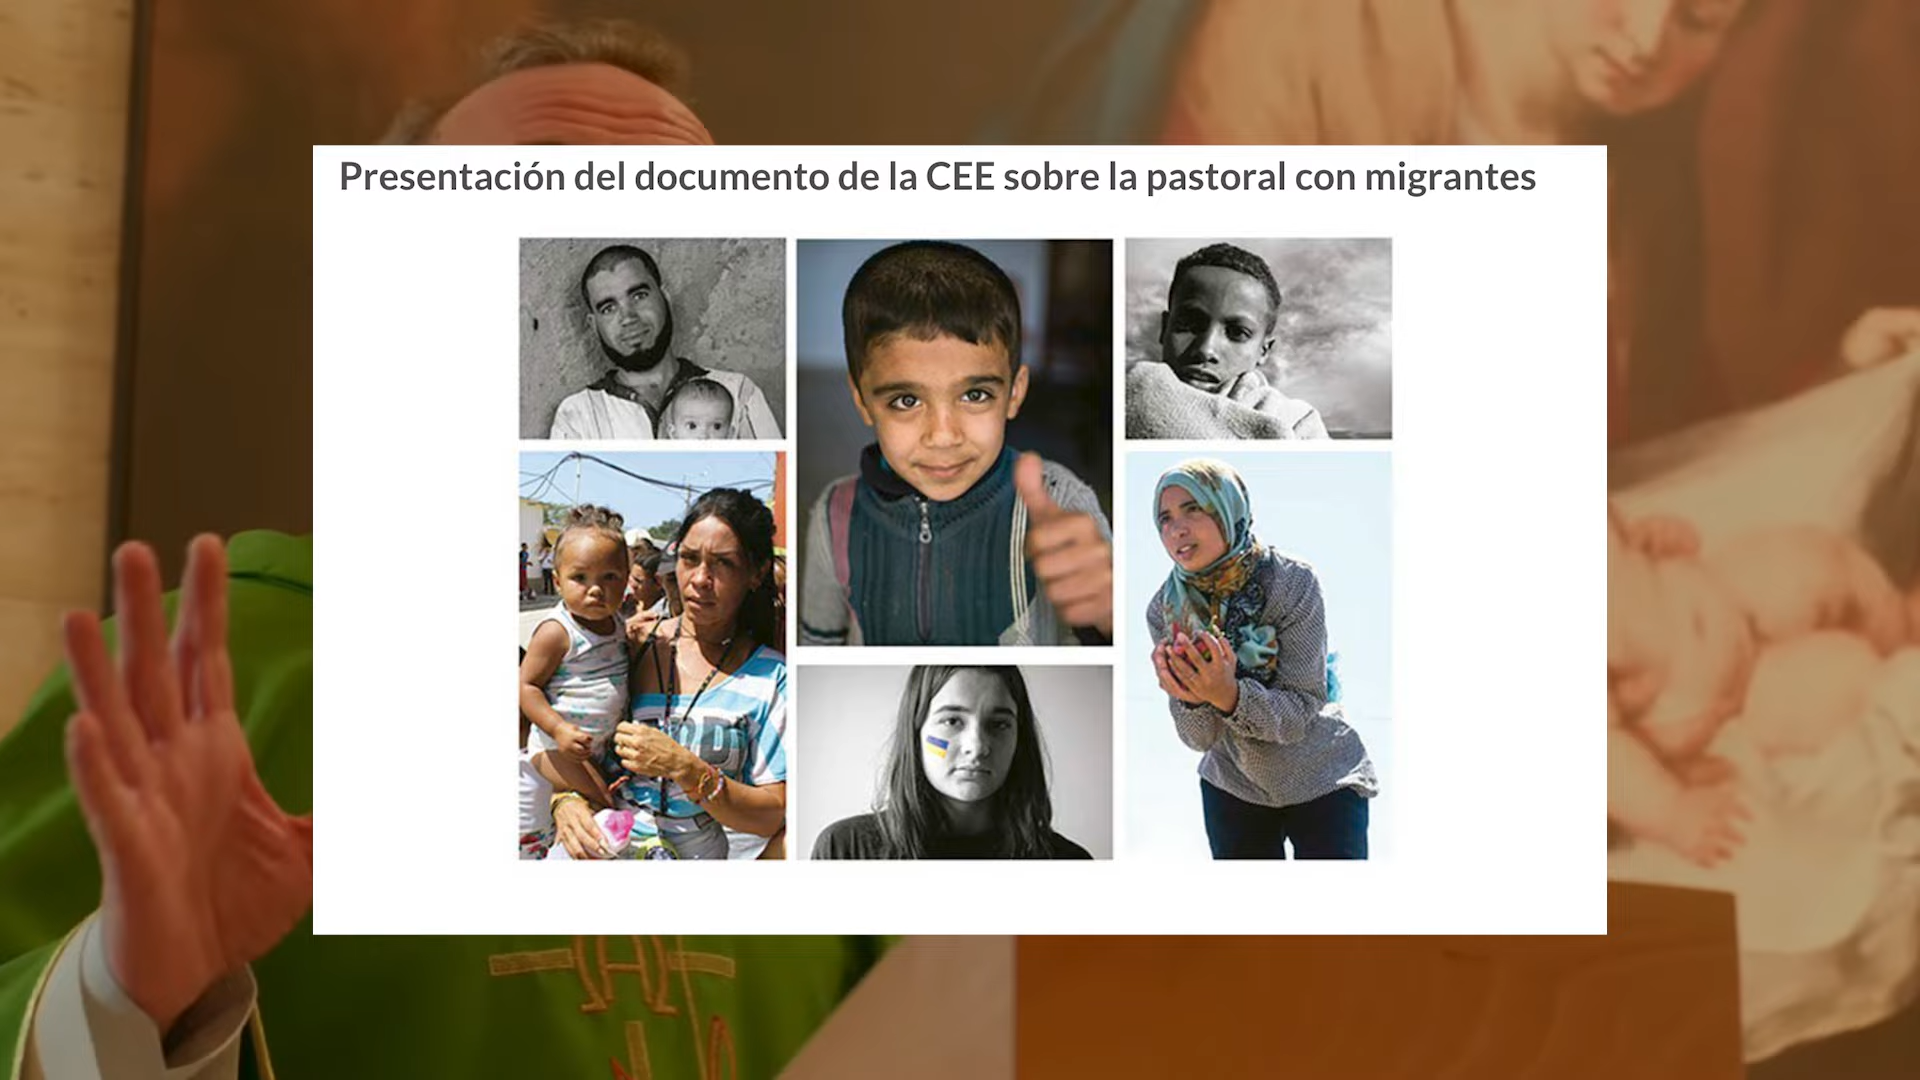 Presentación del documento de la CEE sobre la pastoral con migrantes